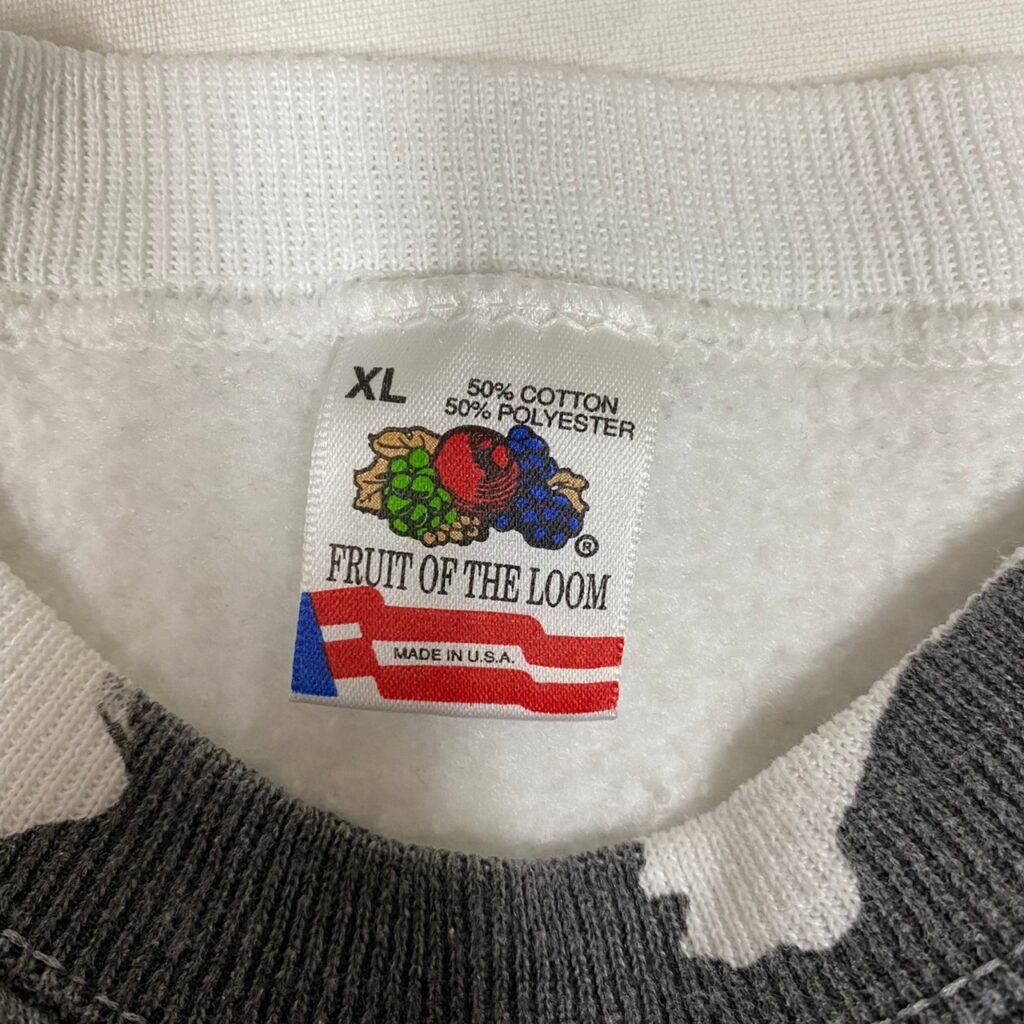 XL
50% COTTON
50% POLYESTER
®
FRUIT OF THE LOOM
MADE IN U.S.A.